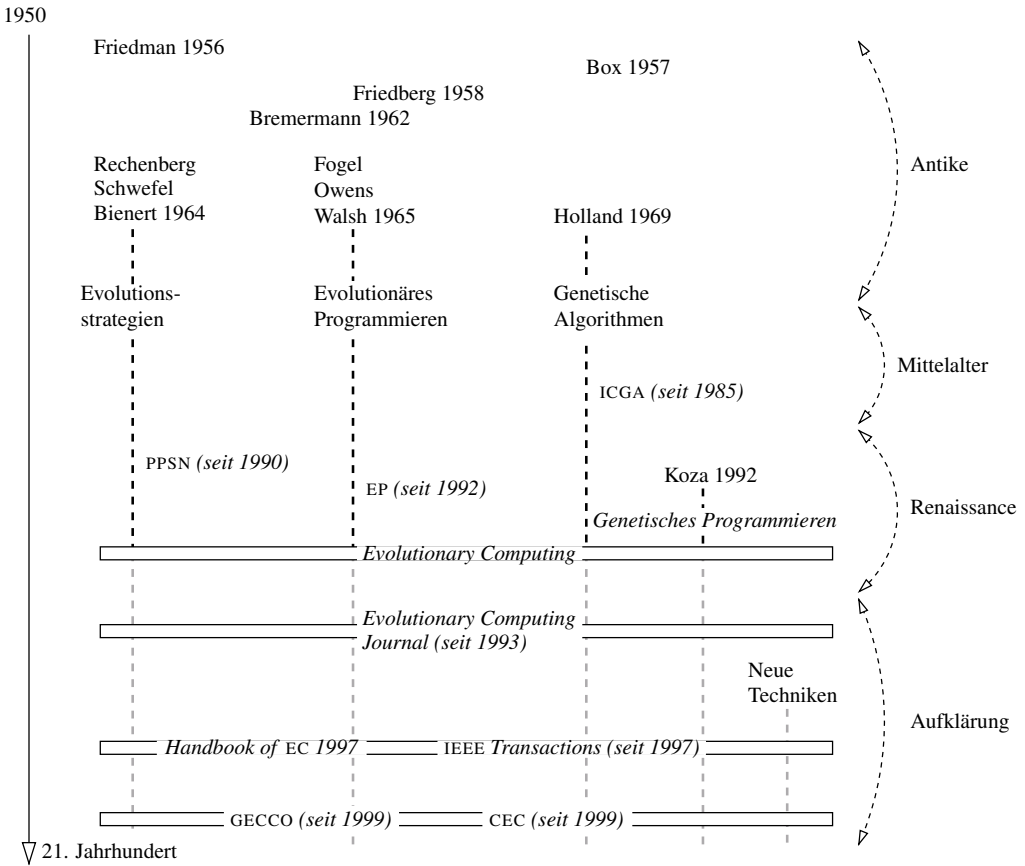 1950
Friedman 1956
Box 1957
Friedberg 1958
Bremermann 1962
Rechenberg
Schwefel
Bienert 1964
Fogel
Owens
Walsh 1965
Holland 1969
Antike
Evolutions-
strategien
Evolutionäres
Programmieren
Genetische
Algorithmen
Mittelalter
ICGA (seit 1985)
PPSN (seit 1990)
EP (seit 1992)
Koza 1992
Genetisches Programmieren
Renaissance
Evolutionary Computing
Evolutionary Computing
Journal (seit 1993)
Neue
Techniken
Aufklärung
Handbook of EC 1997
IEEE Transactions (seit 1997)
GECCO (seit 1999)
CEC (seit 1999)
21. Jahrhundert